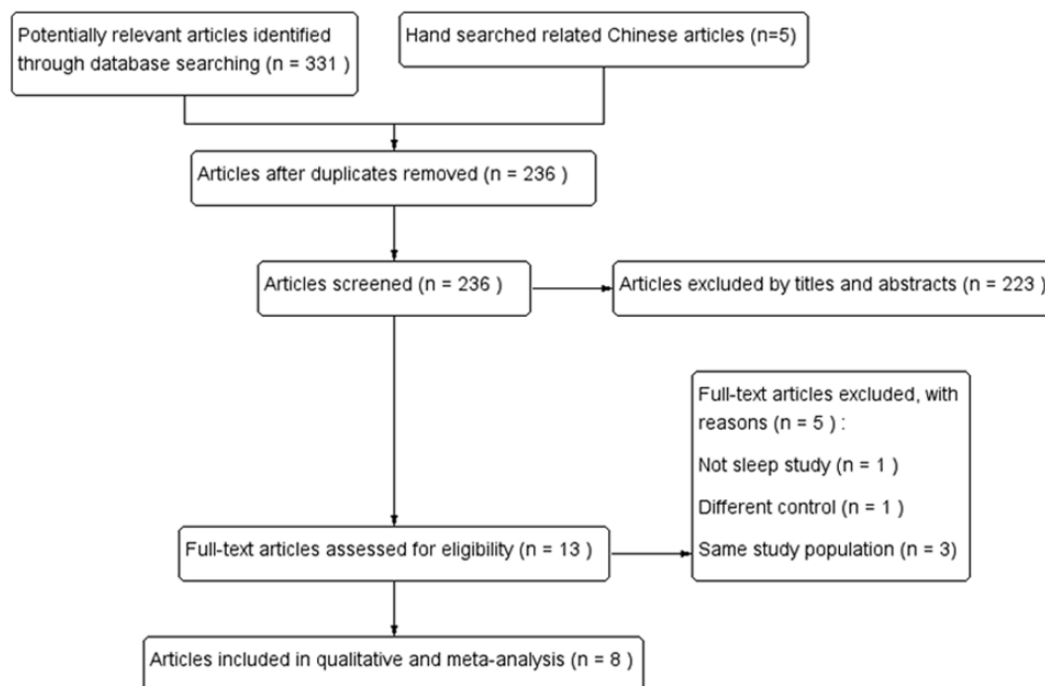 Potentially relevant articles identified
through database searching (n = 331 )
Hand searched related Chinese articles (n=5)
Articles after duplicates removed (n = 236 )
Articles screened (n = 236 )
Articles excluded by titles and abstracts (n = 223 )
Full-text articles excluded, with
reasons (n = 5 ) :
Not sleep study (n = 1 )
Different control (n = 1 )
Same study population (n = 3)
Full-text articles assessed for eligibility (n = 13 )
Articles included in qualitative and meta-analysis (n = 8 )